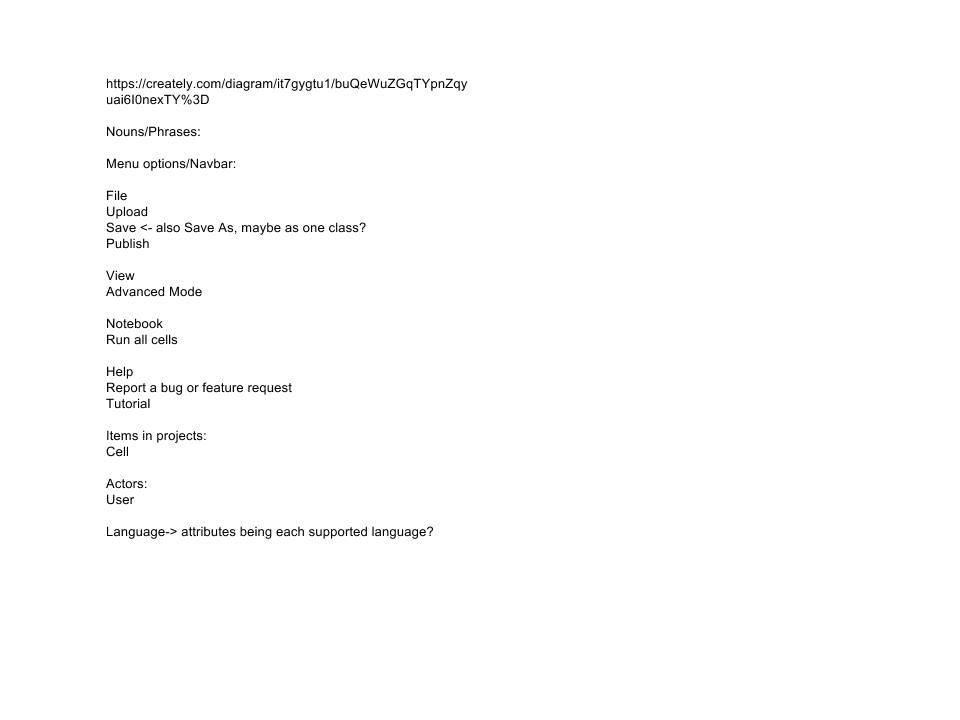 https://creately.com/diagram/it7gygtu1/buQeWuZGqTYpnZqy
uai6I0nexTY%3D
Nouns/Phrases:
Menu options/Navbar:
File
Upload
Save <- also Save As, maybe as one class?
Publish
View
Advanced Mode
Notebook
Run all cells
Help
Report a bug or feature request
Tutorial
Items in projects:
Cell
Actors:
User
Language-> attributes being each supported language?